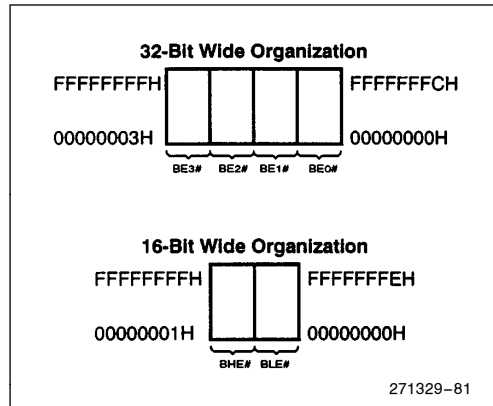 32-Bit Wide Organization
FFFFFFFFH FFFFFFFCH
00000003H 00000000H
BE3# BE2# BE1# BE0#
16-Bit Wide Organization
FFFFFFFFH FFFFFFFEH
00000001H 00000000H
BHE# BLE#
271329–81